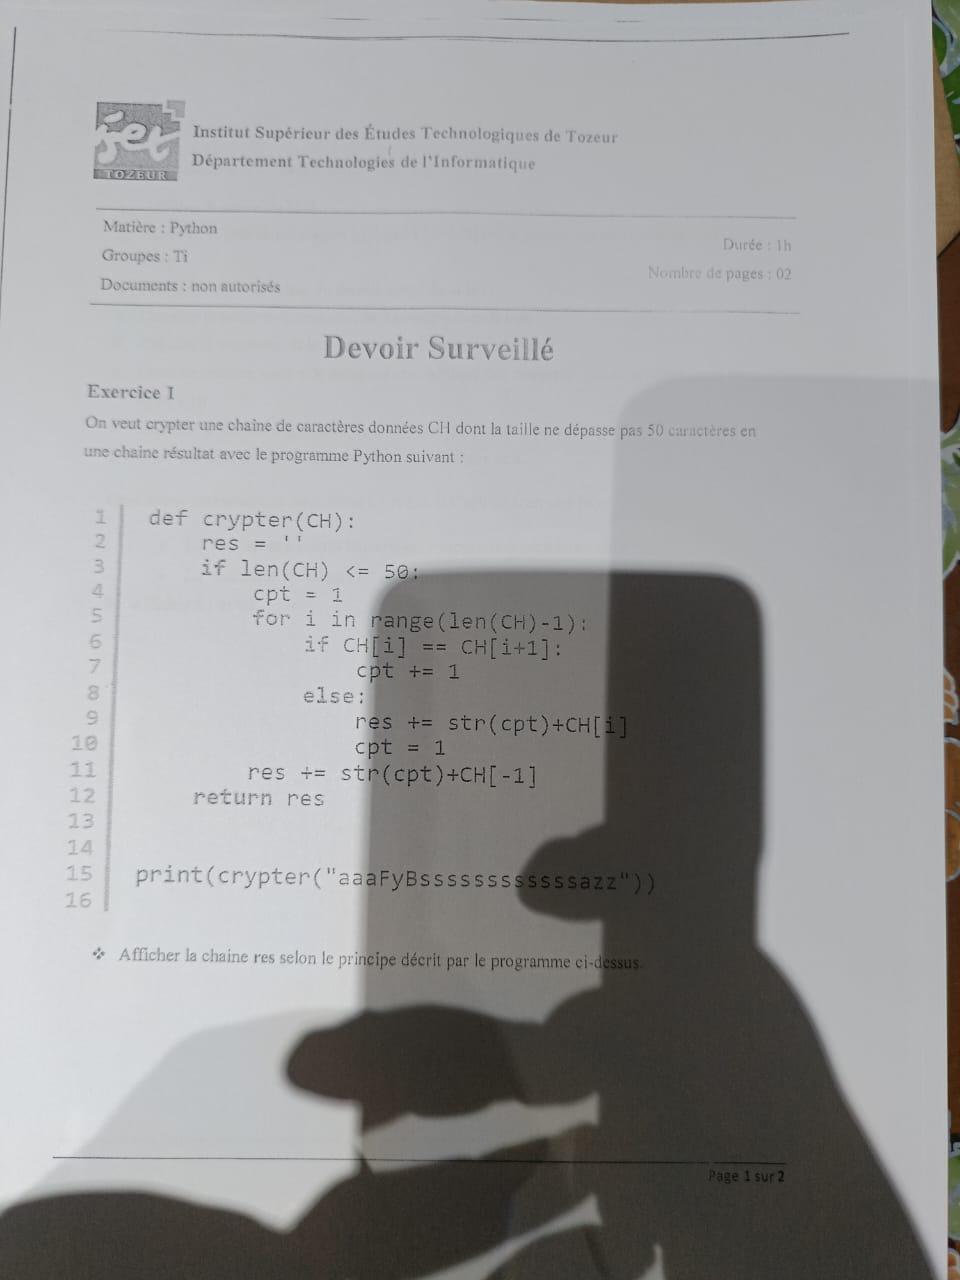 iset
TOZEUR
Institut Supérieur des Études Technologiques de Tozeur
Département Technologies de l'Informatique
Matière : Python
Groupes : Ti
Documents : non autorisés
Durée : 1h
Nombre de pages : 02
Devoir Surveillé
Exercice I
On veut crypter une chaine de caractères données CH dont la taille ne dépasse pas 50 caractères en
une chaine résultat avec le programme Python suivant :
1 def crypter(CH):
2 res = ''
3 if len(CH) <= 50:
4 cpt = 1
5 for i in range(len(CH)-1):
6 if CH[i] == CH[i+1]:
7 cpt += 1
8 else:
9 res += str(cpt)+CH[i]
10 cpt = 1
11 res += str(cpt)+CH[-1]
12 return res
13
14
15 print(crypter("aaaFyBsssssssssssssazz"))
16
❖ Afficher la chaine res selon le principe décrit par le programme ci-dessus.
Page 1 sur 2